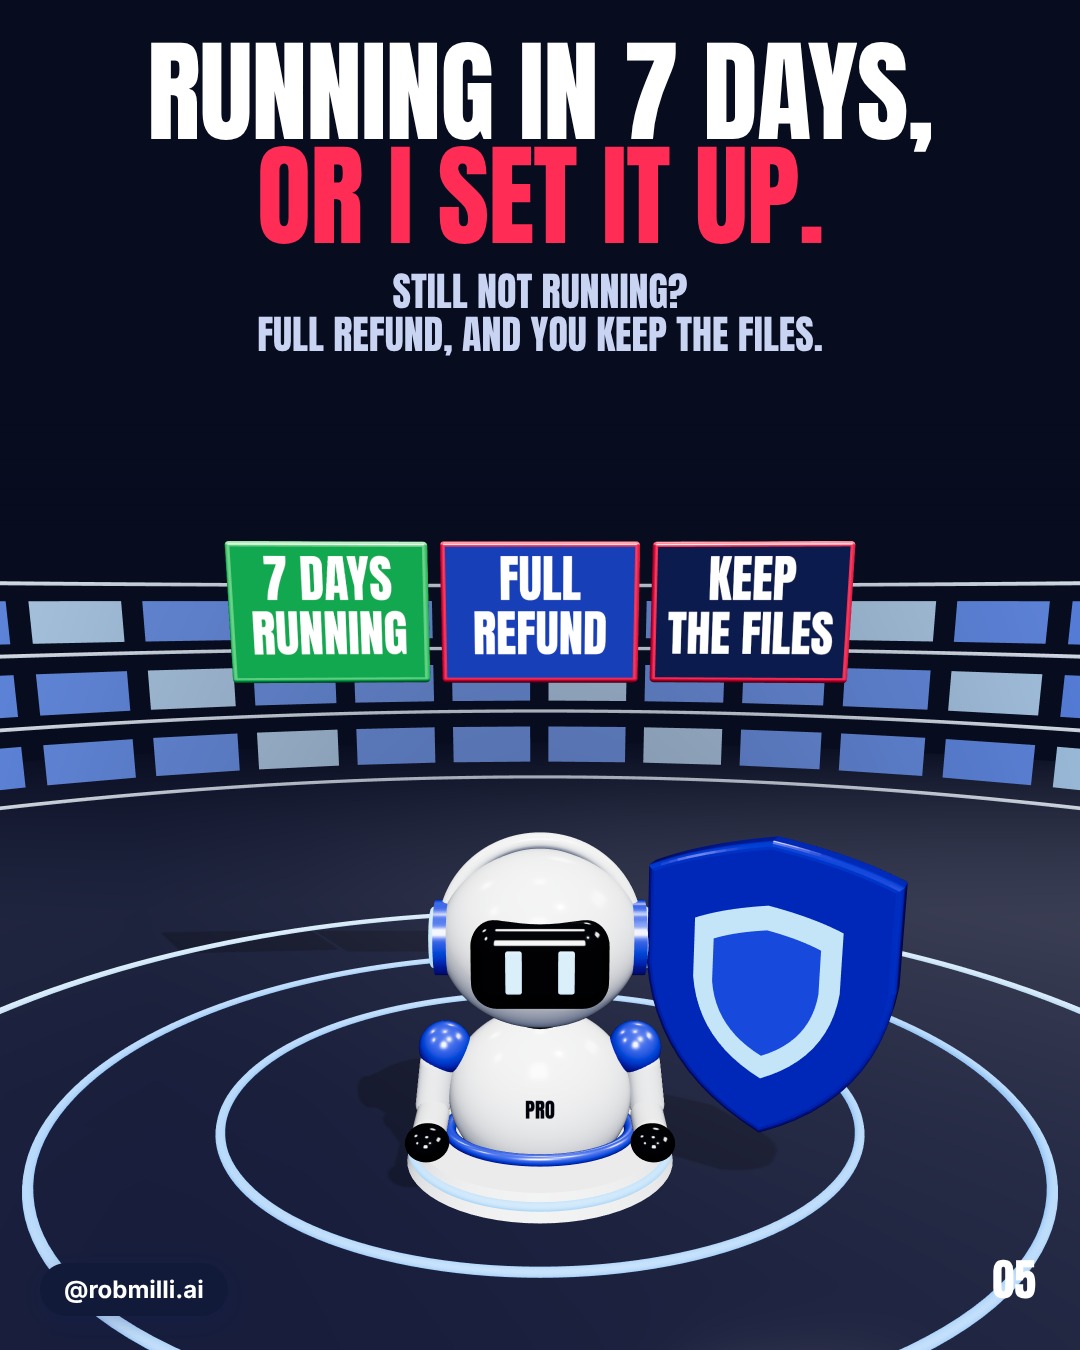 RUNNING IN 7 DAYS,
OR I SET IT UP.
STILL NOT RUNNING?
FULL REFUND, AND YOU KEEP THE FILES.
7 DAYS
RUNNING
FULL
REFUND
KEEP
THE FILES
PRO
@robmilli.ai
05